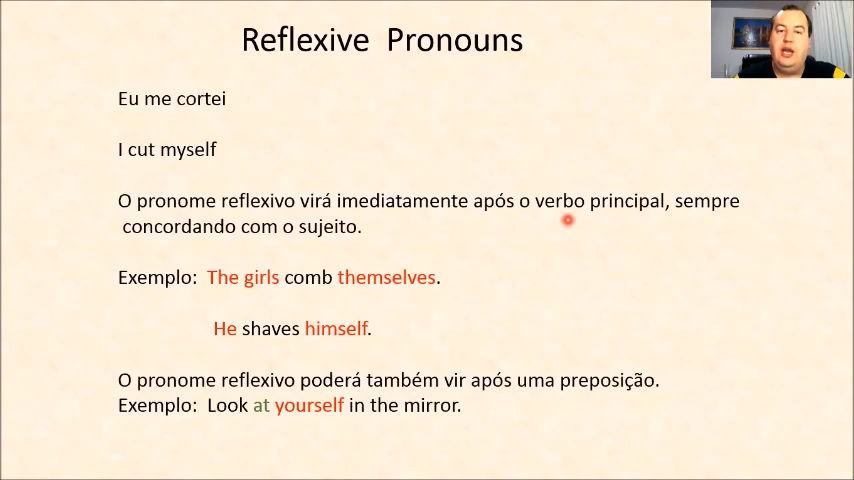 Reflexive Pronouns
Eu me cortei
I cut myself
O pronome reflexivo virá imediatamente após o verbo principal, sempre
concordando com o sujeito.
Exemplo: The girls comb themselves.
He shaves himself.
O pronome reflexivo poderá também vir após uma preposição.
Exemplo: Look at yourself in the mirror.